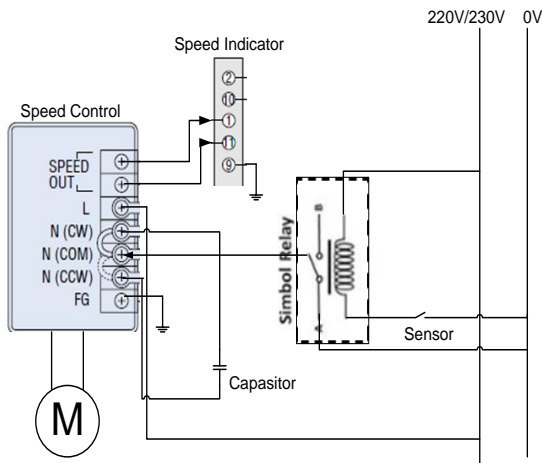 220V/230V 0V
Speed Indicator
2
10
1
11
9
Speed Control
SPEED
OUT
L
N (CW)
N (COM)
N (CCW)
FG
Simbol Relay
B
A
Sensor
Capasitor
M